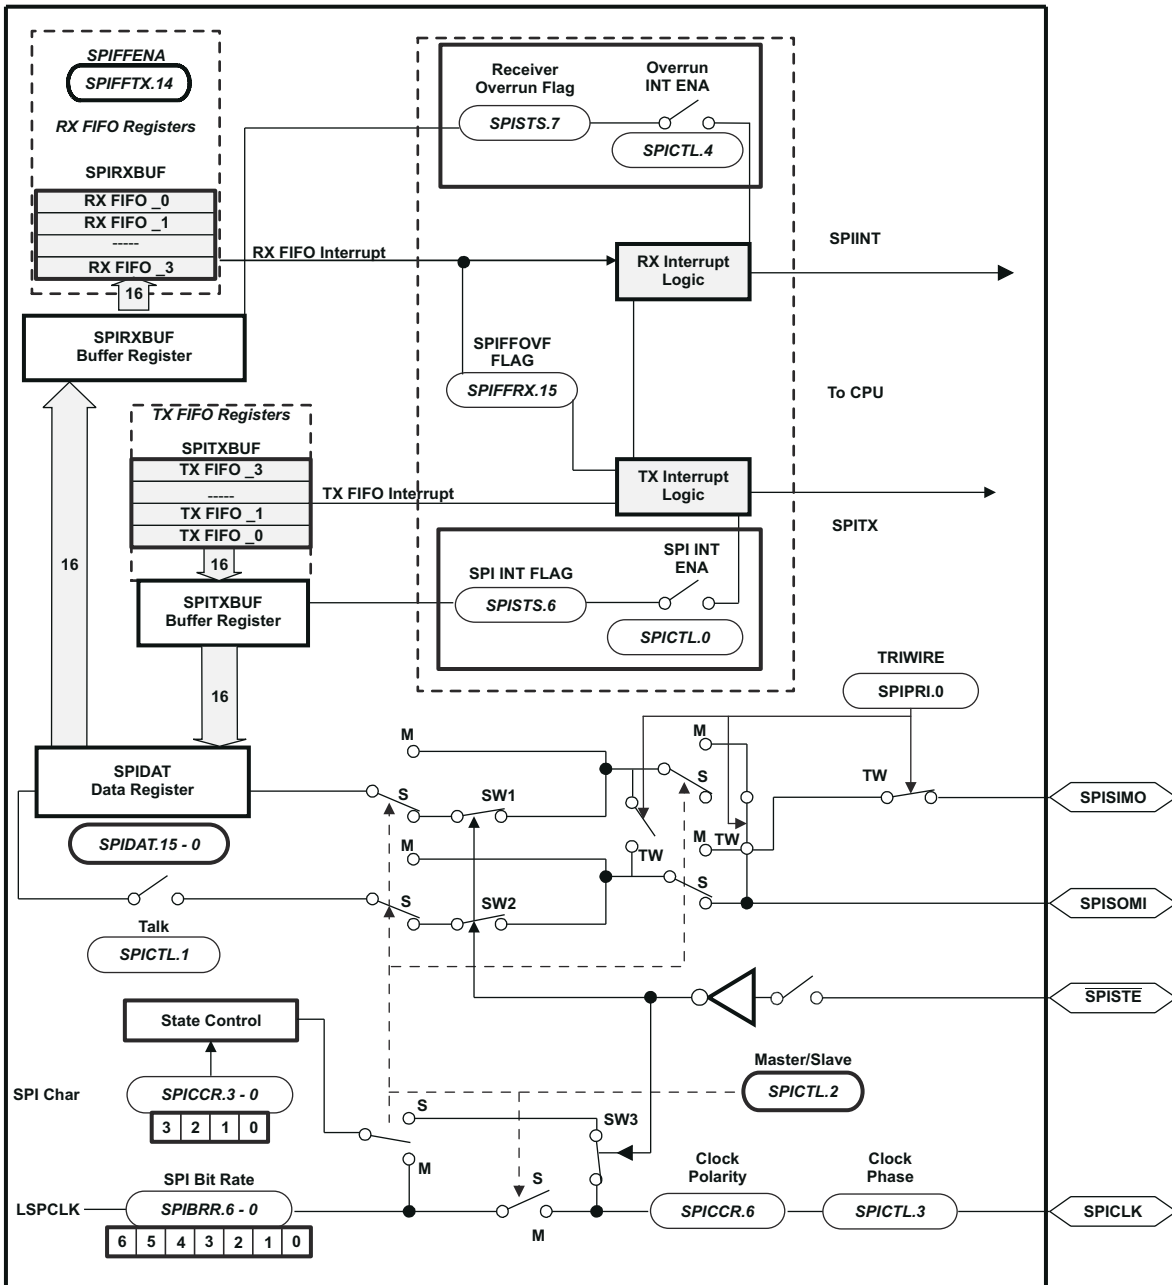 SPIFFENA
SPIFFTX.14
RX FIFO Registers
SPIRXBUF
RX FIFO _0
RX FIFO _1
-----
RX FIFO _3
16
SPIRXBUF
Buffer Register
RX FIFO Interrupt
Receiver
Overrun Flag
SPISTS.7
Overrun
INT ENA
SPICTL.4
RX Interrupt
Logic
SPIINT
SPIFFOVF
FLAG
SPIFFRX.15
To CPU
16
TX FIFO Registers
SPITXBUF
TX FIFO _3
-----
TX FIFO _1
TX FIFO _0
16
TX FIFO Interrupt
TX Interrupt
Logic
SPITX
SPITXBUF
Buffer Register
SPI INT FLAG
SPISTS.6
SPI INT
ENA
SPICTL.0
16
TRIWIRE
SPIPRI.0
SPIDAT
Data Register
SPIDAT.15 - 0
M
S
SW1
M
S
SW2
TW
M
S
M
TW
S
TW
SPISIMO
SPISOMI
Talk
SPICTL.1
SPISTE
State Control
Master/Slave
SPICTL.2
SPI Char
SPICCR.3 - 0
3 2 1 0
S
M
SW3
S
M
LSPCLK
SPI Bit Rate
SPIBRR.6 - 0
6 5 4 3 2 1 0
Clock
Polarity
SPICCR.6
Clock
Phase
SPICTL.3
SPICLK